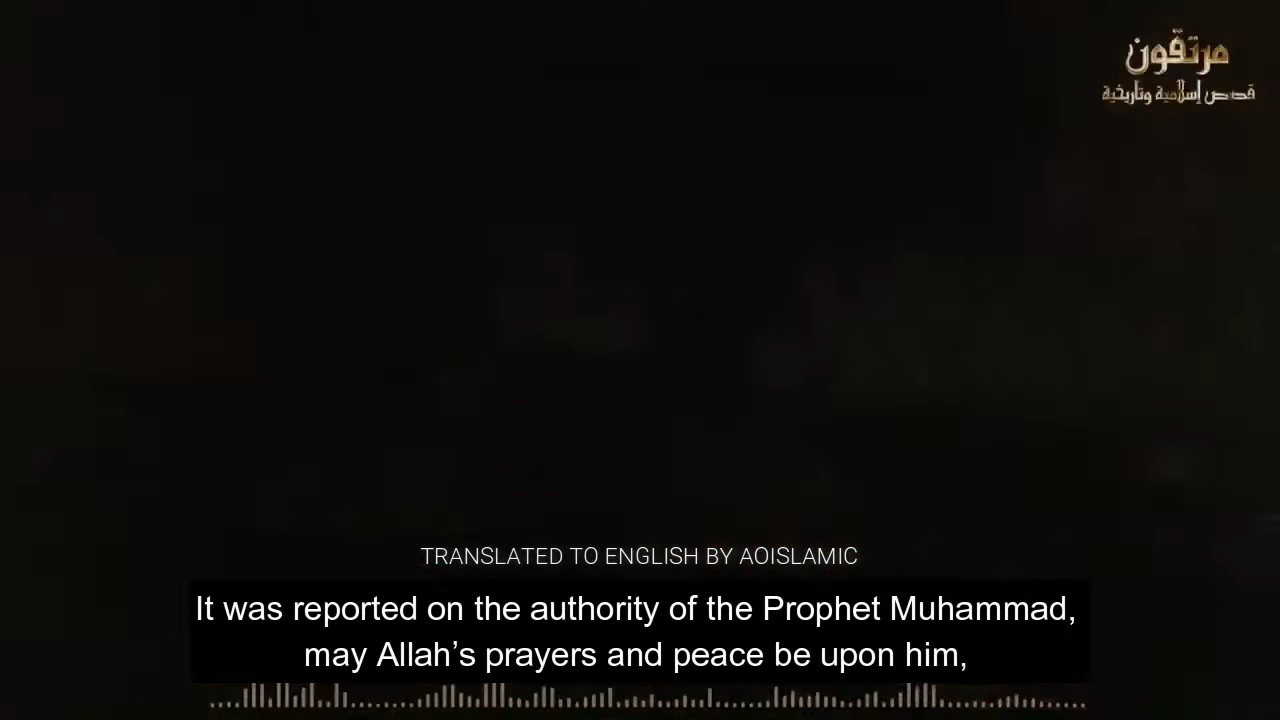 مرتقون
قصص إسلامية وتاريخية
TRANSLATED TO ENGLISH BY AOISLAMIC
It was reported on the authority of the Prophet Muhammad,
may Allah’s prayers and peace be upon him,